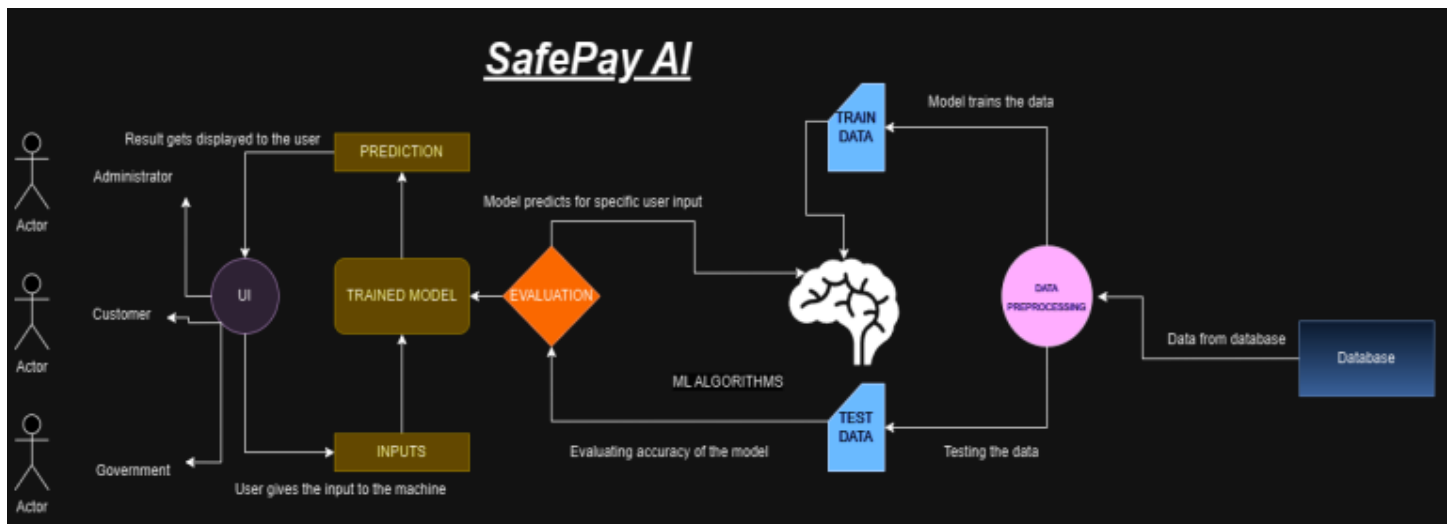 SafePay AI
Model trains the data
TRAIN
DATA
Result gets displayed to the user
PREDICTION
Administrator
Actor
Model predicts for specific user input
UI
TRAINED MODEL
EVALUATION
DATA
PREPROCESSING
Customer
Data from database
Database
Actor
ML ALGORITHMS
TEST
DATA
INPUTS
Evaluating accuracy of the model
Testing the data
Government
User gives the input to the machine
Actor